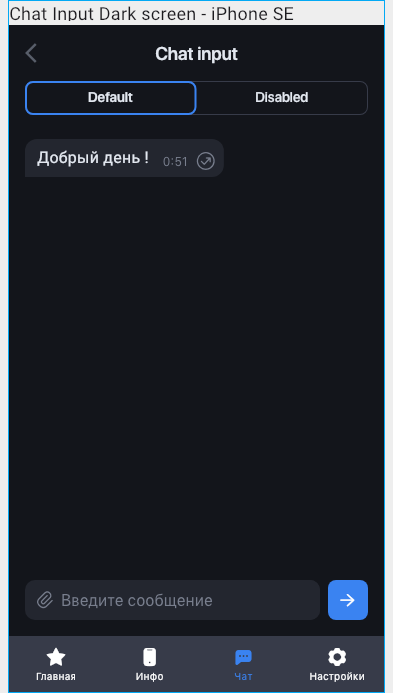 Chat Input Dark screen - iPhone SE
Chat input
Default Disabled
Добрый день ! 0:51
Введите сообщение
Главная Инфо Чат Настройки